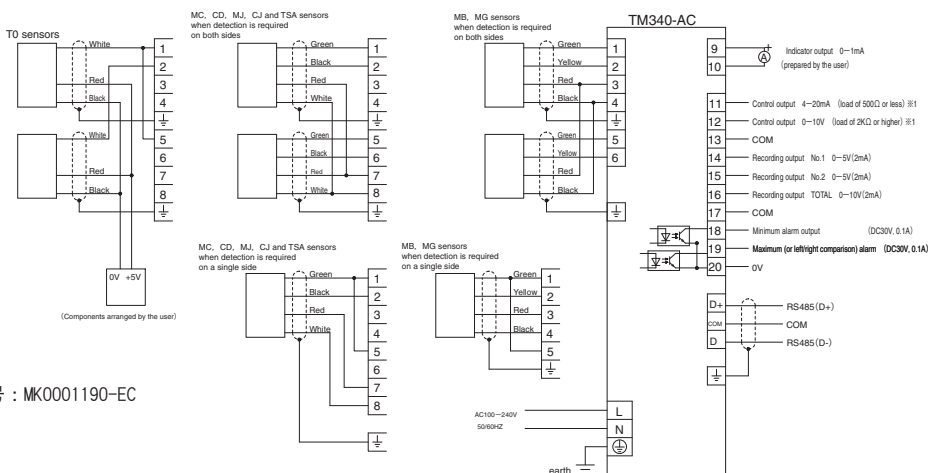 T0 sensors
White
Red
Black
White
Red
Black
1
2
3
4
5
6
7
8
0V +5V
(Components arranged by the user)
MC, CD, MJ, CJ and TSA sensors
when detection is required
on both sides
Green
Black
Red
White
Green
Black
Red
White
1
2
3
4
5
6
7
8
MB, MG sensors
when detection is required
on both sides
Green
Yellow
Red
Black
Green
Yellow
Red
Black
1
2
3
4
5
6
MC, CD, MJ, CJ and TSA sensors
when detection is required
on a single side
Green
Black
Red
White
1
2
3
4
5
6
7
8
MB, MG sensors
when detection is required
on a single side
Green
Yellow
Red
Black
1
2
3
4
5
TM340-AC
9
10
A
+
Indicator output 0−1mA
(prepared by the user)
11 Control output 4−20mA (load of 500Ω or less) ※1
12 Control output 0−10V (load of 2KΩ or higher) ※1
13 COM
14 Recording output No.1 0−5V(2mA)
15 Recording output No.2 0−5V(2mA)
16 Recording output TOTAL 0−10V(2mA)
17 COM
18 Minimum alarm output (DC30V, 0.1A)
19 Maximum (or left/right comparison) alarm (DC30V, 0.1A)
20 0V
D+ RS485(D+)
COM COM
D RS485(D-)
AC100−240V
50/60HZ
L
N
earth
: MK0001190-EC